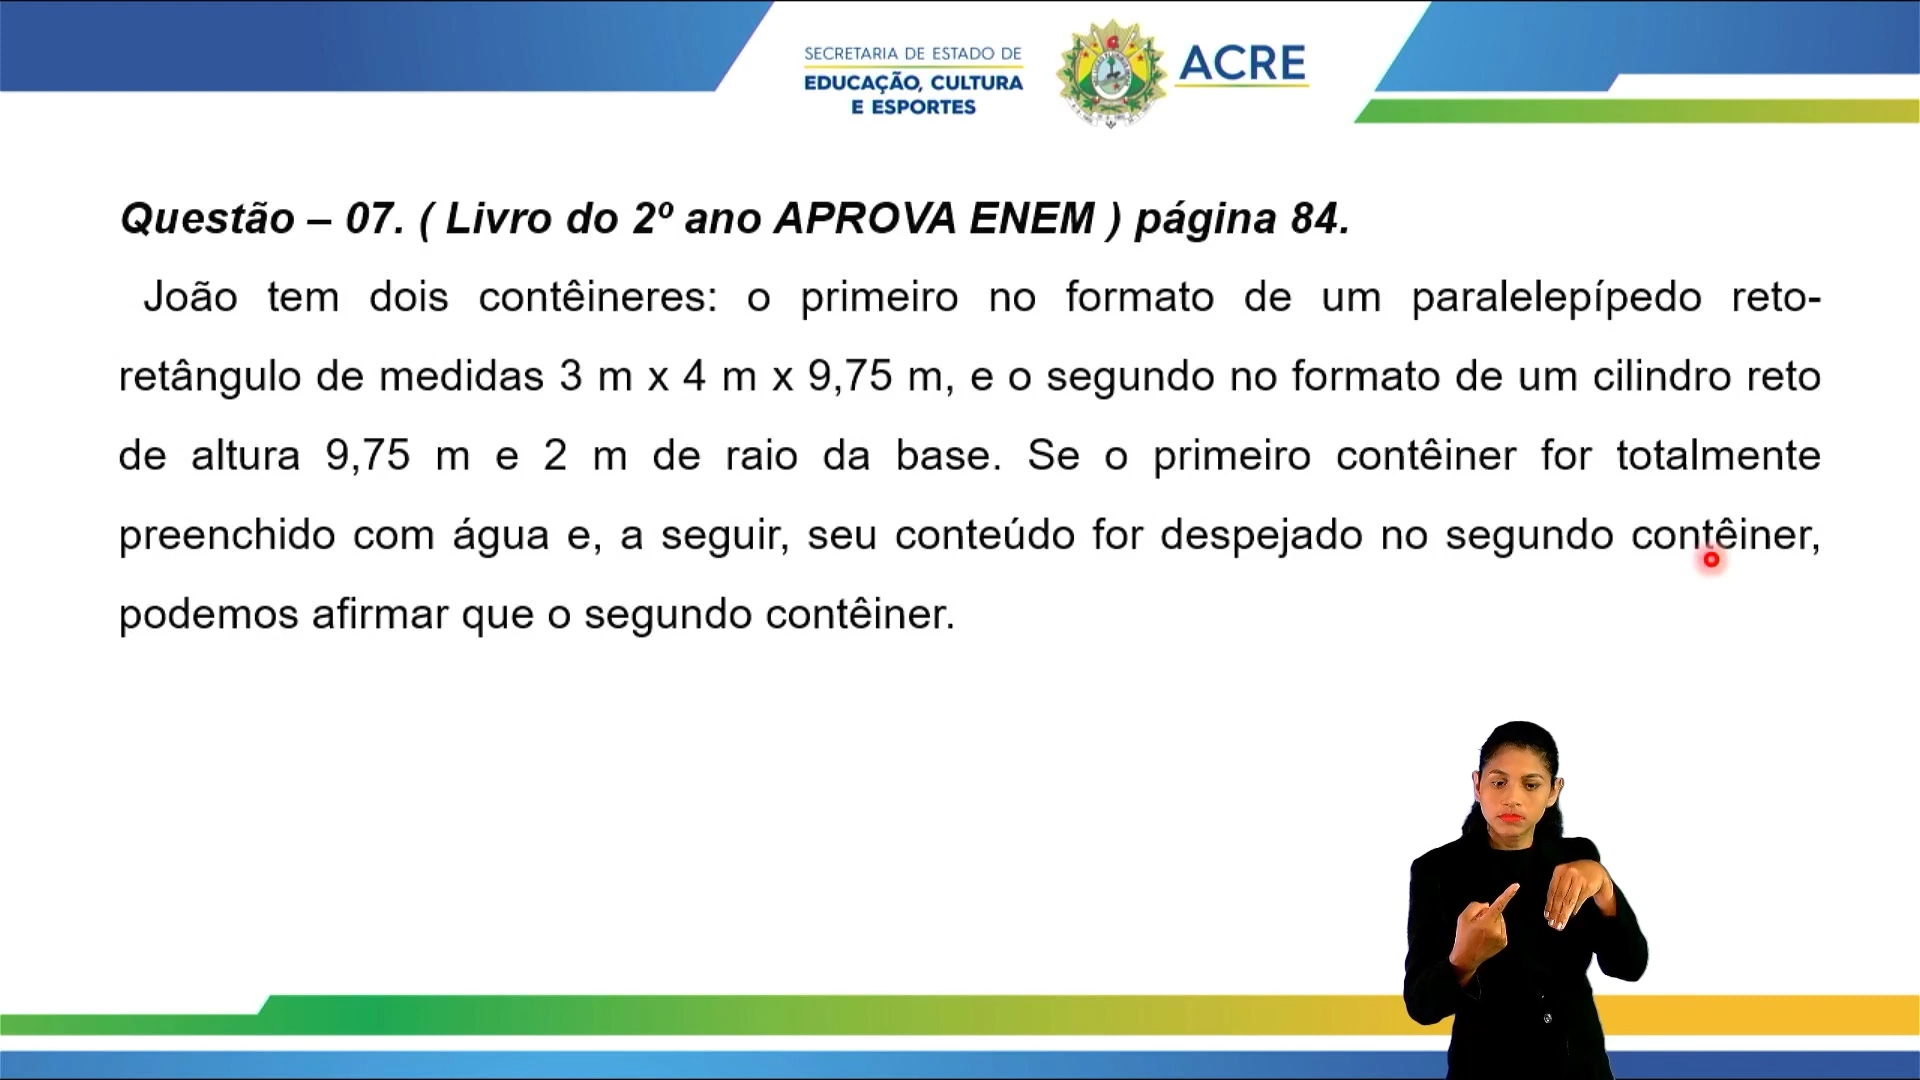 SECRETARIA DE ESTADO DE
EDUCAÇÃO, CULTURA
E ESPORTES
ACRE
Questão – 07. ( Livro do 2º ano APROVA ENEM ) página 84.
João tem dois contêineres: o primeiro no formato de um paralelepípedo reto-
retângulo de medidas 3 m x 4 m x 9,75 m, e o segundo no formato de um cilindro reto
de altura 9,75 m e 2 m de raio da base. Se o primeiro contêiner for totalmente
preenchido com água e, a seguir, seu conteúdo for despejado no segundo contêiner,
podemos afirmar que o segundo contêiner.